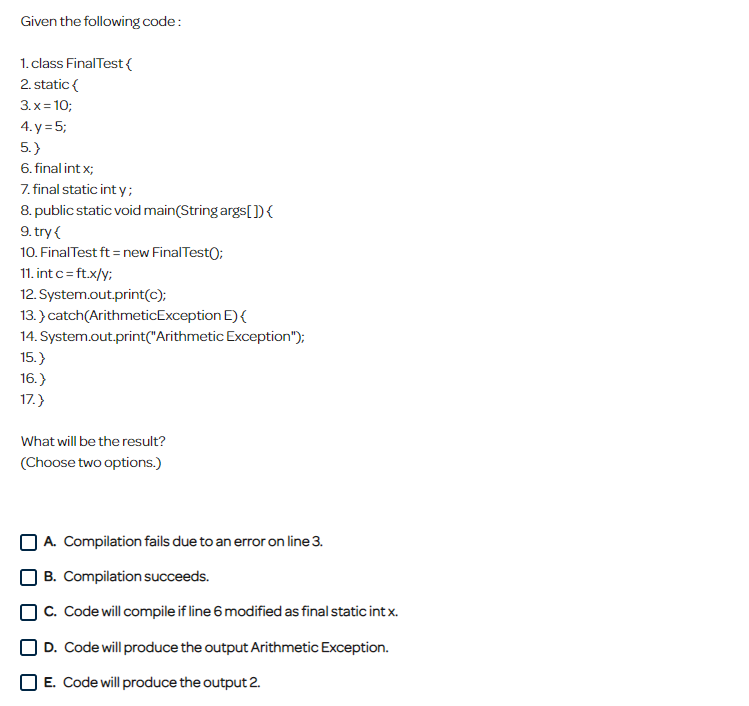 Given the following code :
1. class FinalTest {
2. static {
3. x = 10;
4. y = 5;
5. }
6. final int x;
7. final static int y ;
8. public static void main(String args[ ]) {
9. try {
10. FinalTest ft = new FinalTest();
11. int c = ft.x/y;
12. System.out.print(c);
13. } catch(ArithmeticException E) {
14. System.out.print("Arithmetic Exception");
15. }
16. }
17. }
What will be the result?
(Choose two options.)
A. Compilation fails due to an error on line 3.
B. Compilation succeeds.
C. Code will compile if line 6 modified as final static int x.
D. Code will produce the output Arithmetic Exception.
E. Code will produce the output 2.